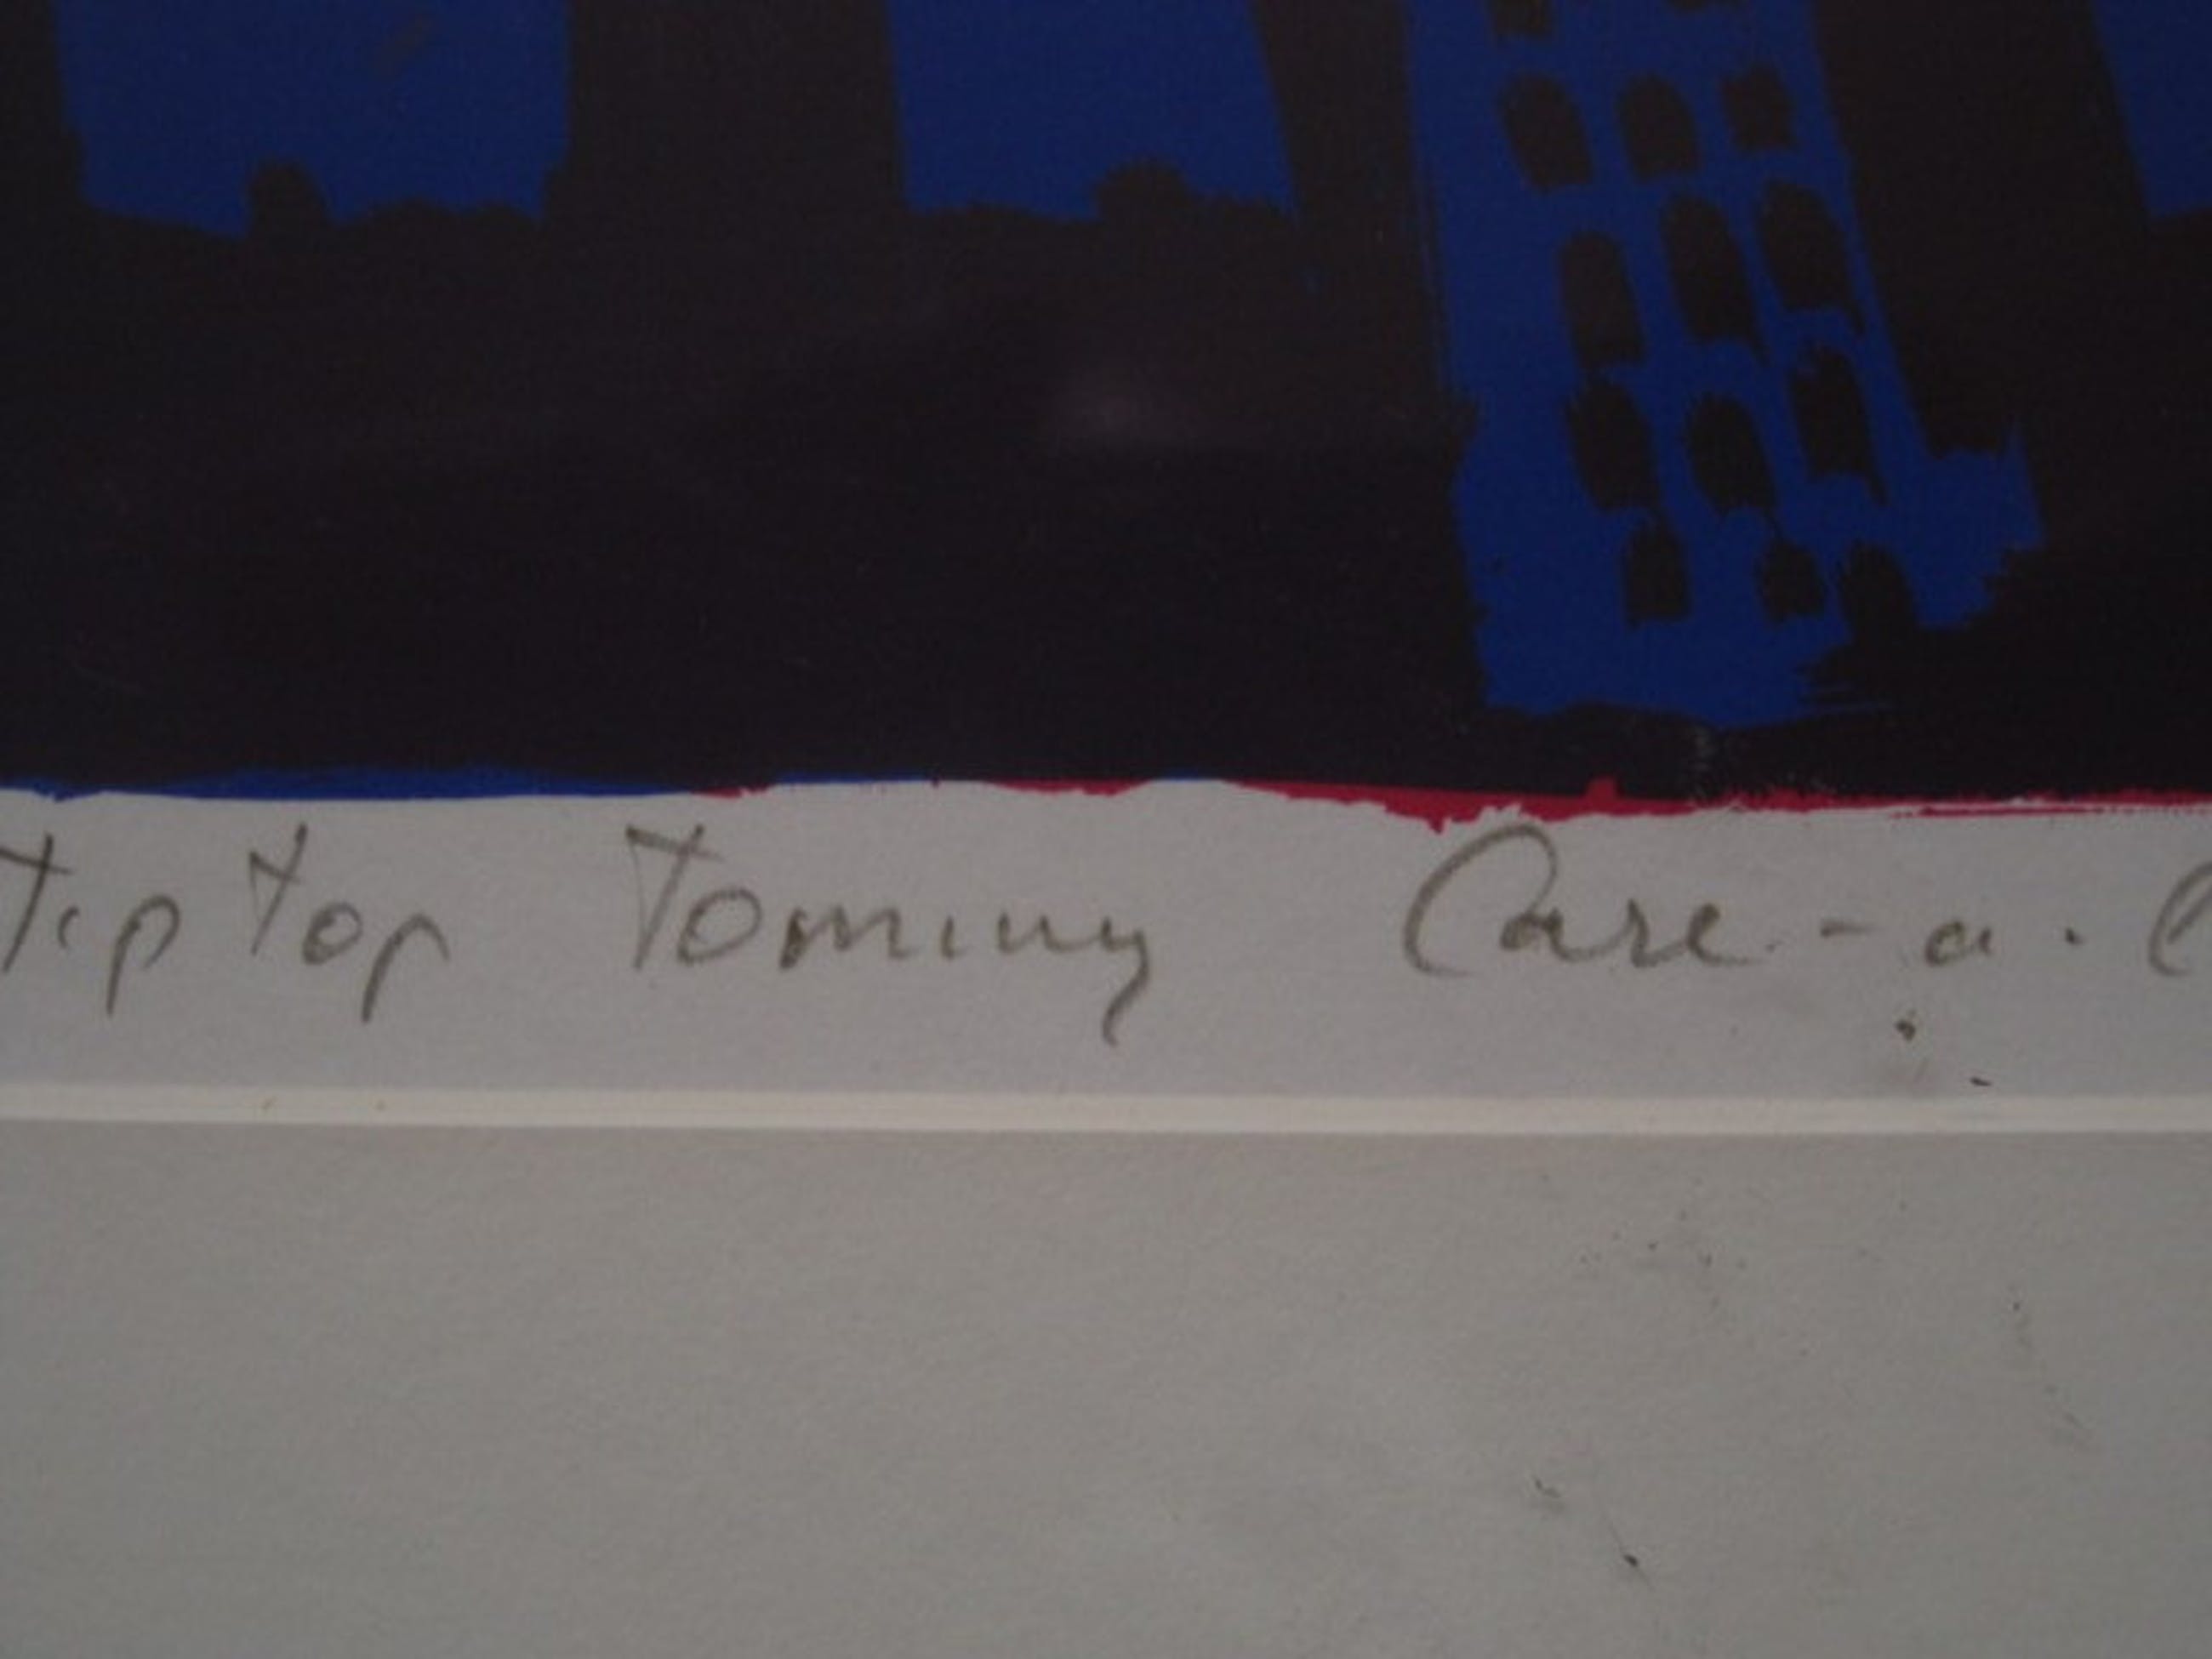 tip top Tommy Care-a-